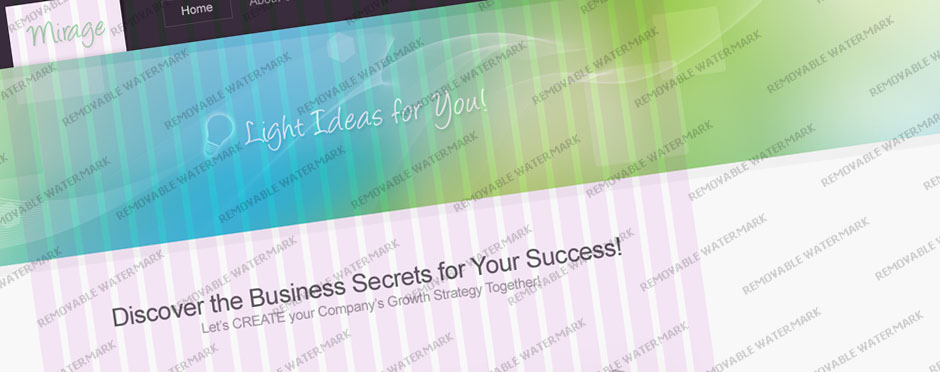 Mirage
Home
About
Light Ideas for You!
Discover the Business Secrets for Your Success!
Let's CREATE your Company's Growth Strategy Together!
REMOVABLE WATERMARK